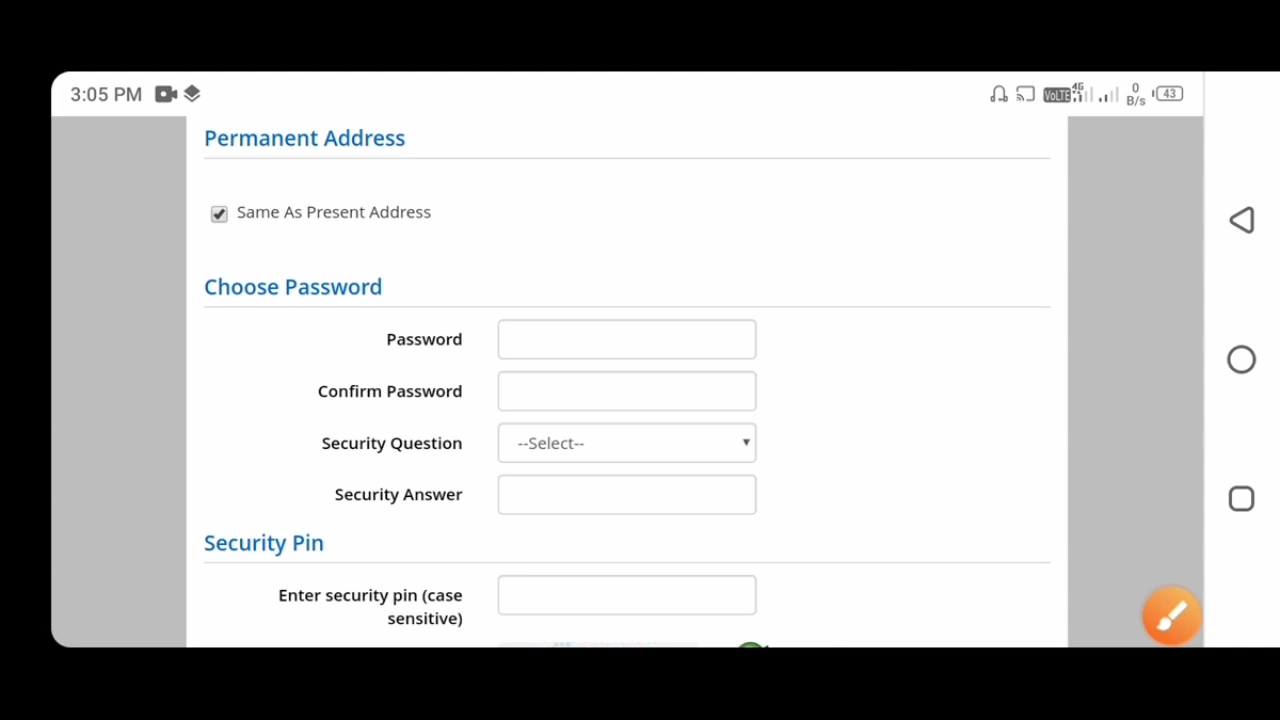 3:05 PM VoLTE 4G 0 B/s 43
Permanent Address
Same As Present Address
Choose Password
Password
Confirm Password
Security Question --Select--
Security Answer
Security Pin
Enter security pin (case
sensitive)